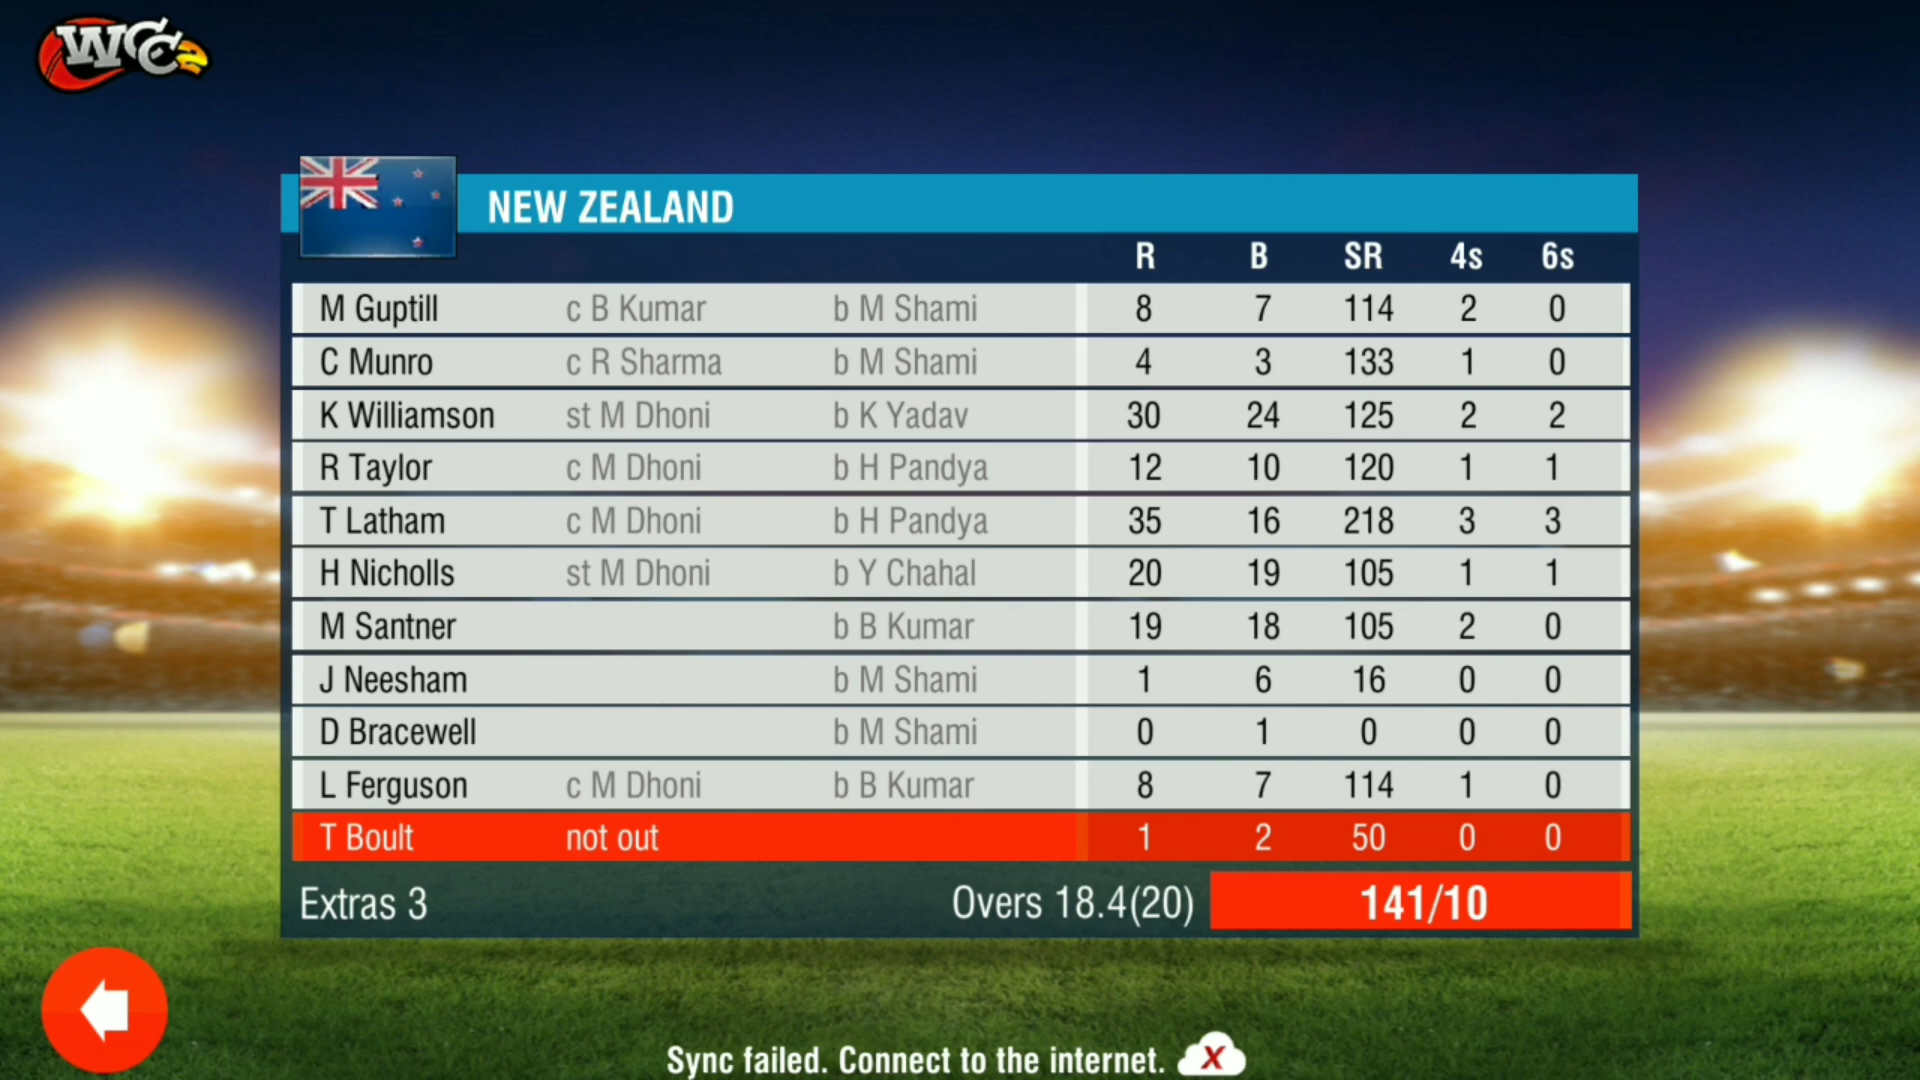 WCC2
NEW ZEALAND
R B SR 4s 6s
M Guptill c B Kumar b M Shami 8 7 114 2 0
C Munro c R Sharma b M Shami 4 3 133 1 0
K Williamson st M Dhoni b K Yadav 30 24 125 2 2
R Taylor c M Dhoni b H Pandya 12 10 120 1 1
T Latham c M Dhoni b H Pandya 35 16 218 3 3
H Nicholls st M Dhoni b Y Chahal 20 19 105 1 1
M Santner b B Kumar 19 18 105 2 0
J Neesham b M Shami 1 6 16 0 0
D Bracewell b M Shami 0 1 0 0 0
L Ferguson c M Dhoni b B Kumar 8 7 114 1 0
T Boult not out 1 2 50 0 0
Extras 3 Overs 18.4(20) 141/10
Sync failed. Connect to the internet. X